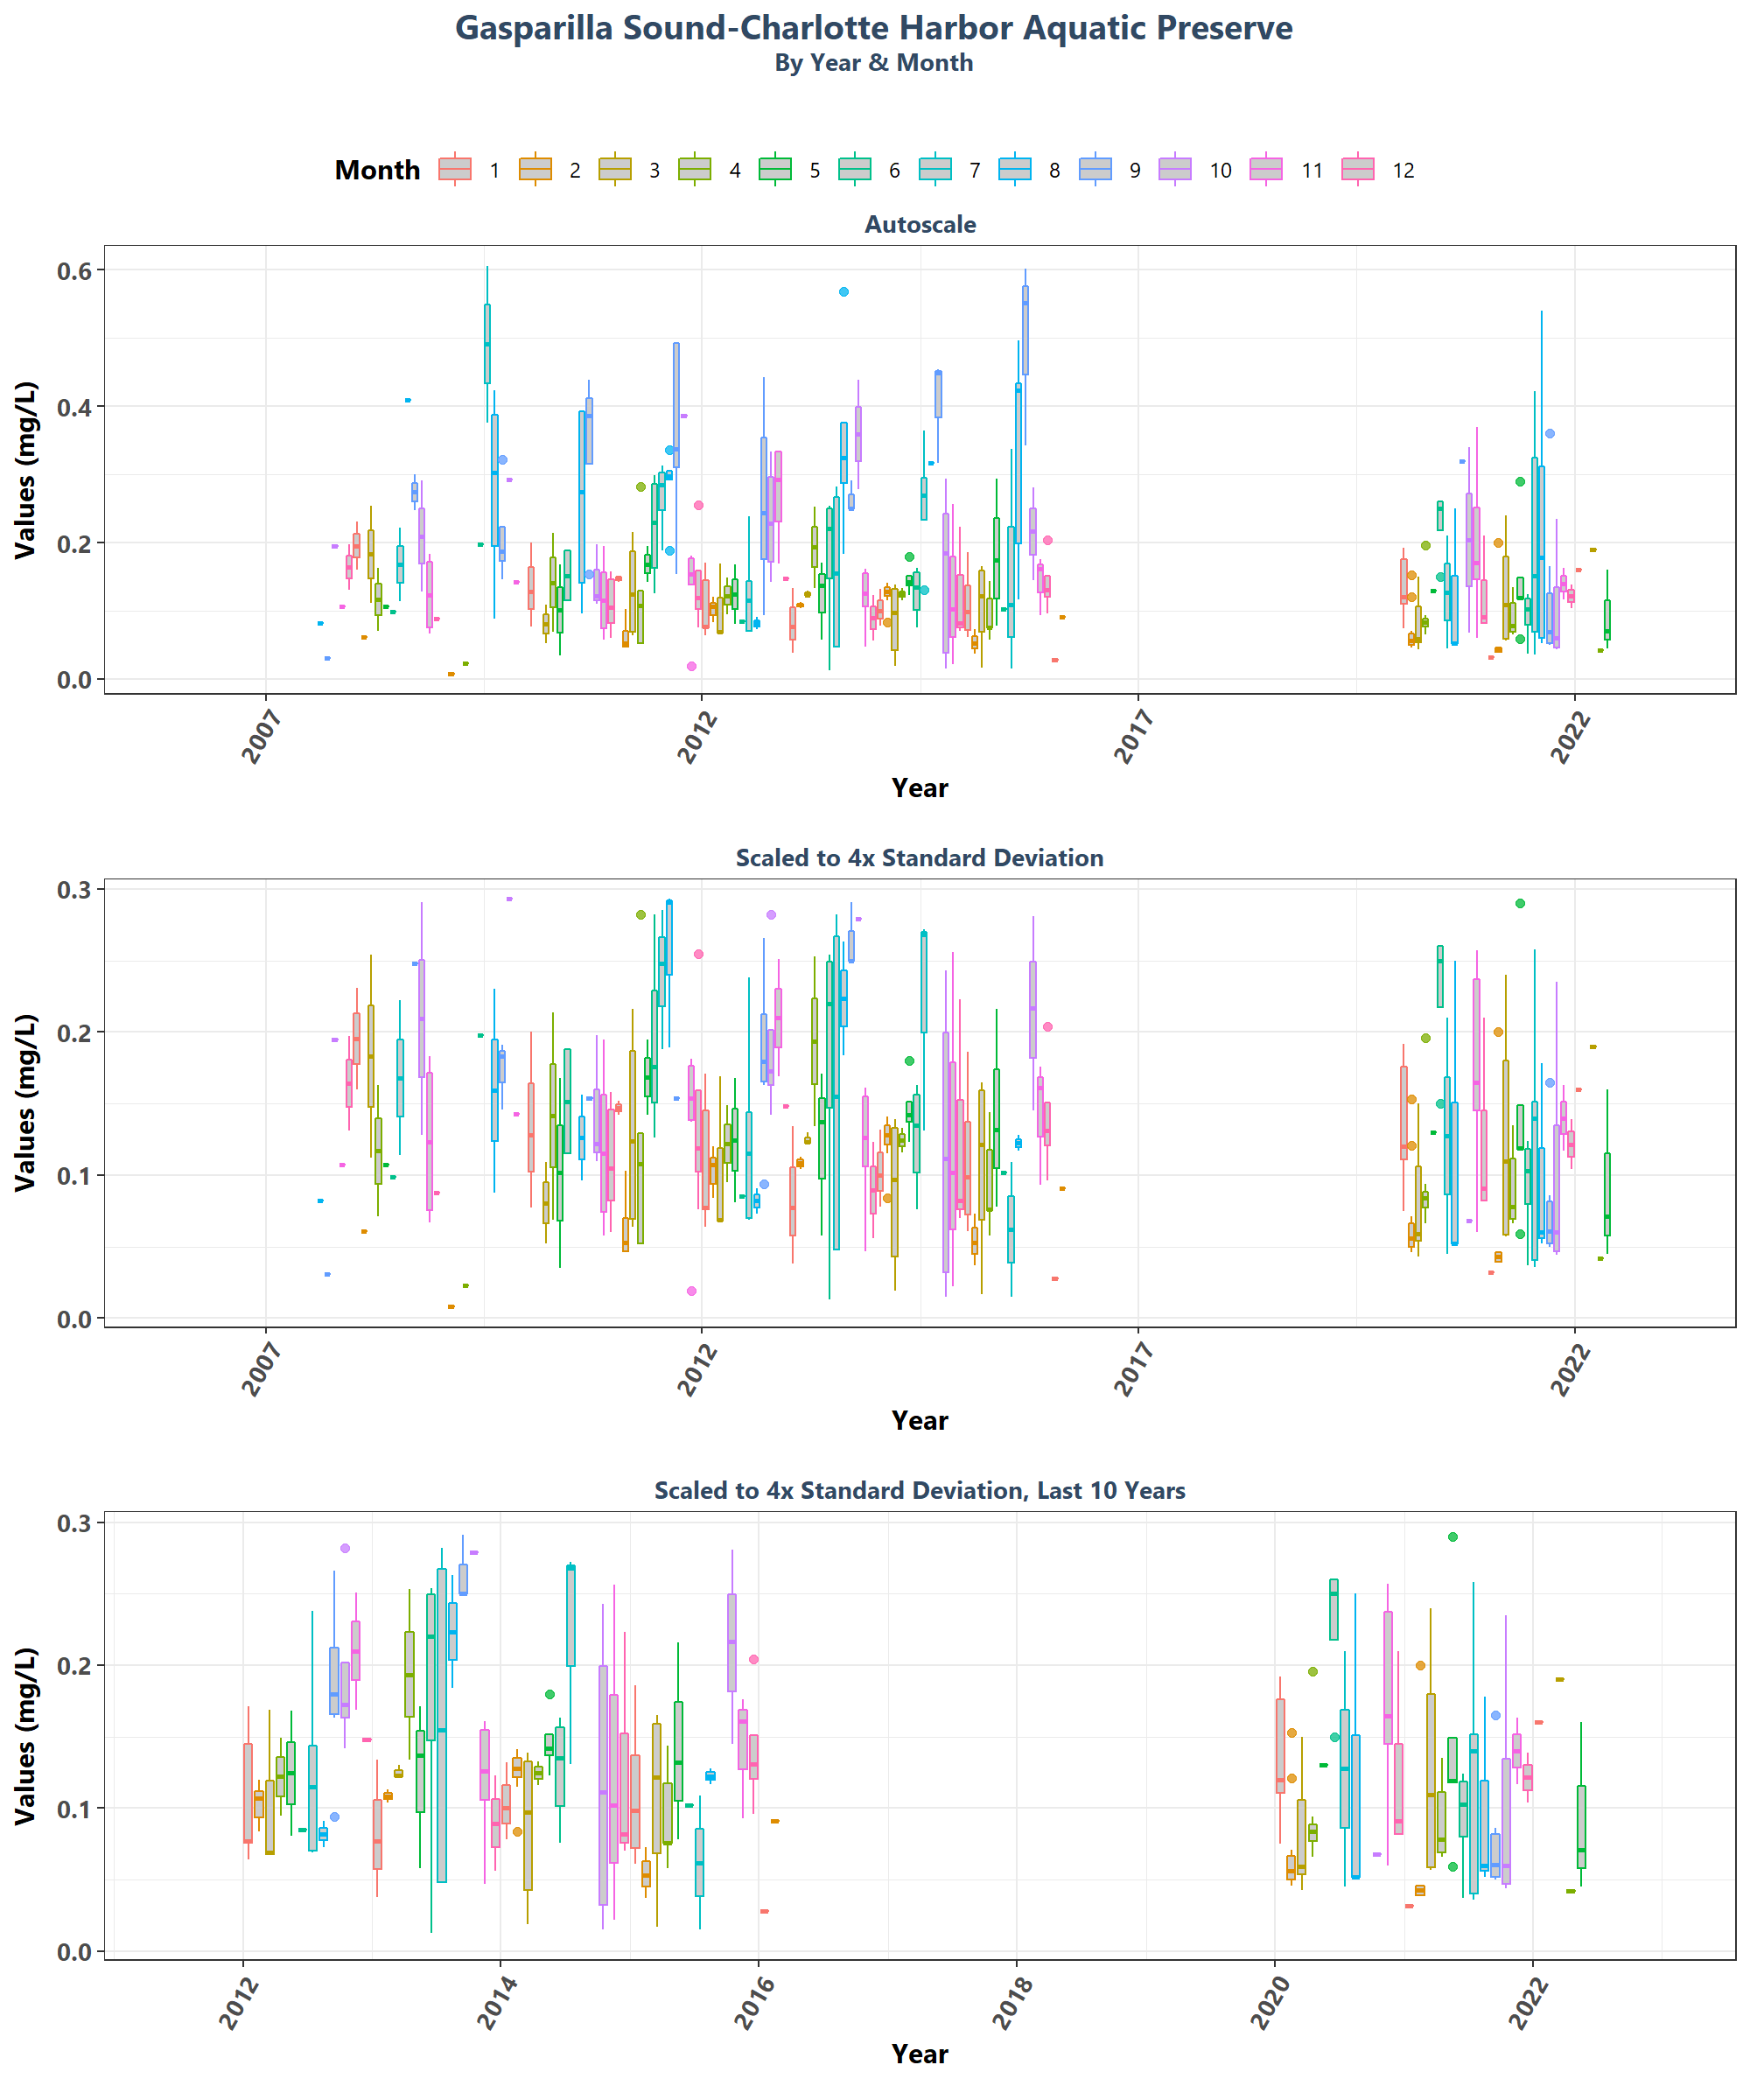 Gasparilla Sound-Charlotte Harbor Aquatic Preserve
By Year & Month
Month 1 2 3 4 5 6 7 8 9 10 11 12
Autoscale
Values (mg/L)
0.6
0.4
0.2
0.0
2007 2012 2017 2022
Year
Scaled to 4x Standard Deviation
Values (mg/L)
0.3
0.2
0.1
0.0
2007 2012 2017 2022
Year
Scaled to 4x Standard Deviation, Last 10 Years
Values (mg/L)
0.3
0.2
0.1
0.0
2012 2014 2016 2018 2020 2022
Year